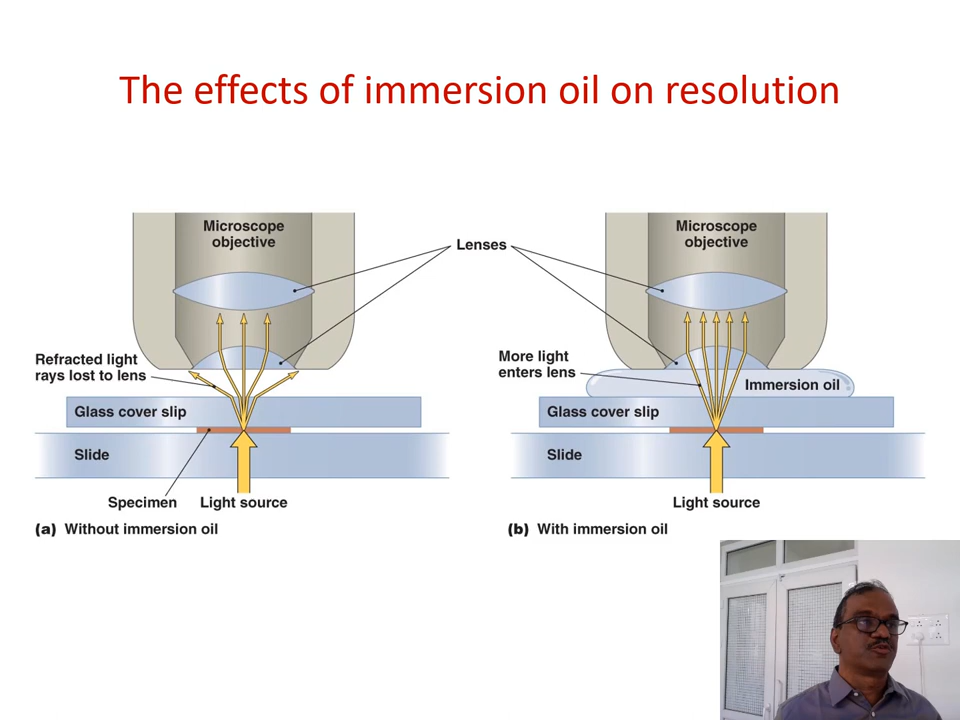 The effects of immersion oil on resolution
Microscope
objective
Lenses
Microscope
objective
Refracted light
rays lost to lens
More light
enters lens
Immersion oil
Glass cover slip
Glass cover slip
Slide
Slide
Specimen
Light source
Light source
(a) Without immersion oil
(b) With immersion oil